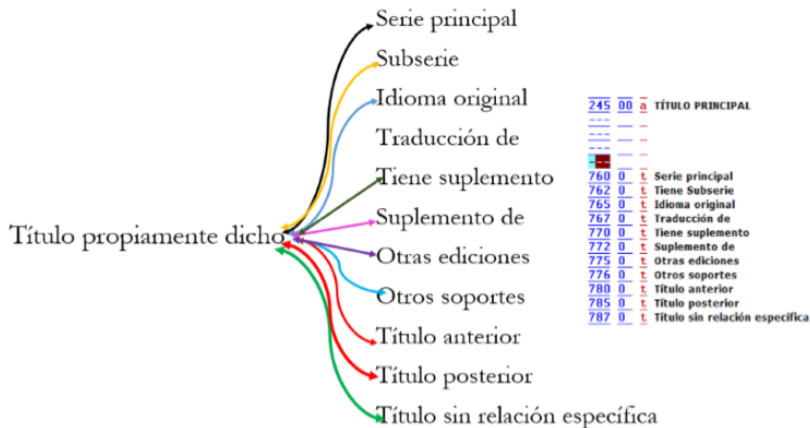 Serie principal
Subserie
Idioma original
Traducción de
Tiene suplemento
Suplemento de
Título propiamente dicho
Otras ediciones
Otros soportes
Título anterior
Título posterior
Título sin relación específica
245 00 a TÍTULO PRINCIPAL
760 0 t Serie principal
762 0 t Tiene Subserie
765 0 t Idioma original
767 0 t Traducción de
770 0 t Tiene suplemento
772 0 t Suplemento de
775 0 t Otras ediciones
776 0 t Otros soportes
780 0 t Título anterior
785 0 t Título posterior
787 0 t Título sin relación específica